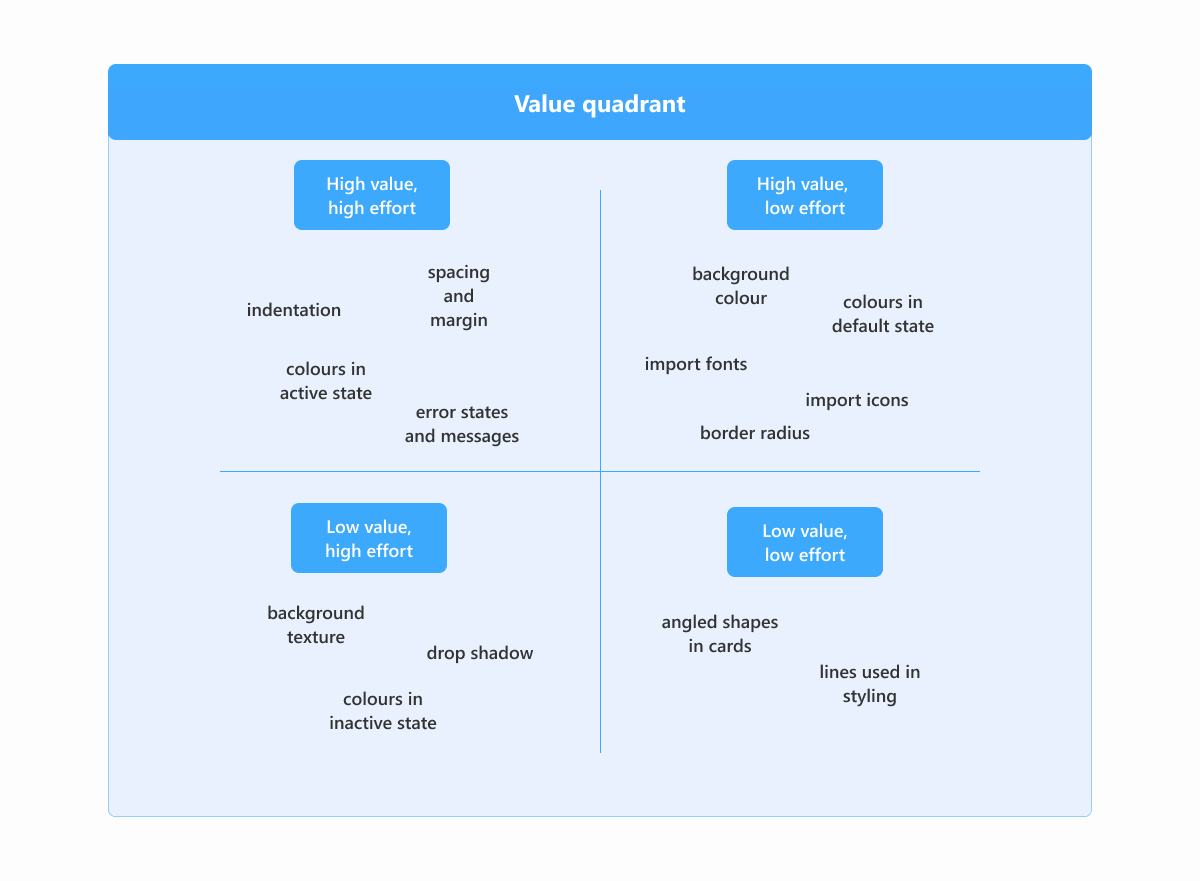 Value quadrant
High value,
high effort
indentation
spacing
and
margin
colours in
active state
error states
and messages
High value,
low effort
background
colour
colours in
default state
import fonts
import icons
border radius
Low value,
high effort
background
texture
drop shadow
colours in
inactive state
Low value,
low effort
angled shapes
in cards
lines used in
styling